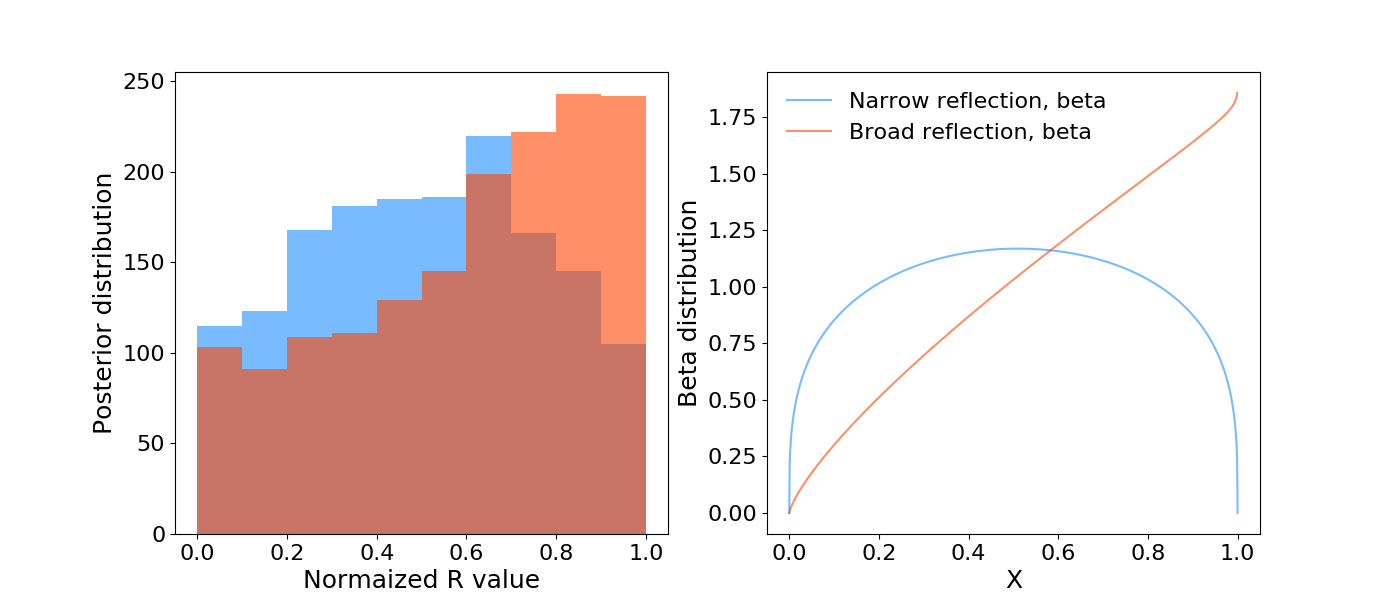 250
200
150
100
50
0
0.0 0.2 0.4 0.6 0.8 1.0
Normaized R value
Posterior distribution
Narrow reflection, beta
Broad reflection, beta
1.75
1.50
1.25
1.00
0.75
0.50
0.25
0.00
0.0 0.2 0.4 0.6 0.8 1.0
X
Beta distribution